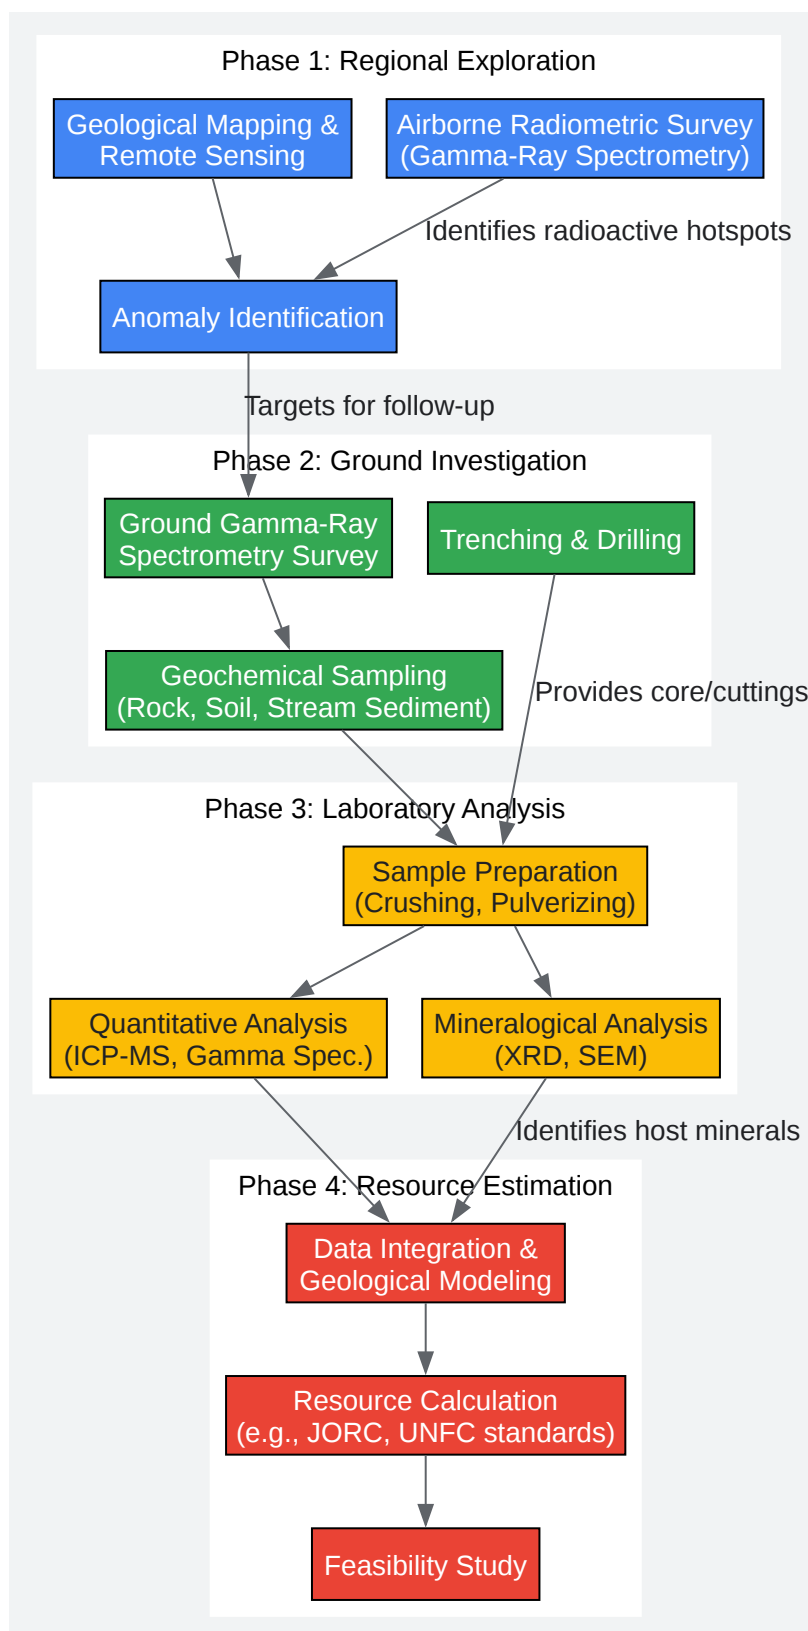 Phase 1: Regional Exploration
Geological Mapping &
Remote Sensing
Airborne Radiometric Survey
(Gamma-Ray Spectrometry)
Identifies radioactive hotspots
Anomaly Identification
Targets for follow-up
Phase 2: Ground Investigation
Ground Gamma-Ray
Spectrometry Survey
Trenching & Drilling
Geochemical Sampling
(Rock, Soil, Stream Sediment)
Provides core/cuttings
Phase 3: Laboratory Analysis
Sample Preparation
(Crushing, Pulverizing)
Quantitative Analysis
(ICP-MS, Gamma Spec.)
Mineralogical Analysis
(XRD, SEM)
Identifies host minerals
Phase 4: Resource Estimation
Data Integration &
Geological Modeling
Resource Calculation
(e.g., JORC, UNFC standards)
Feasibility Study